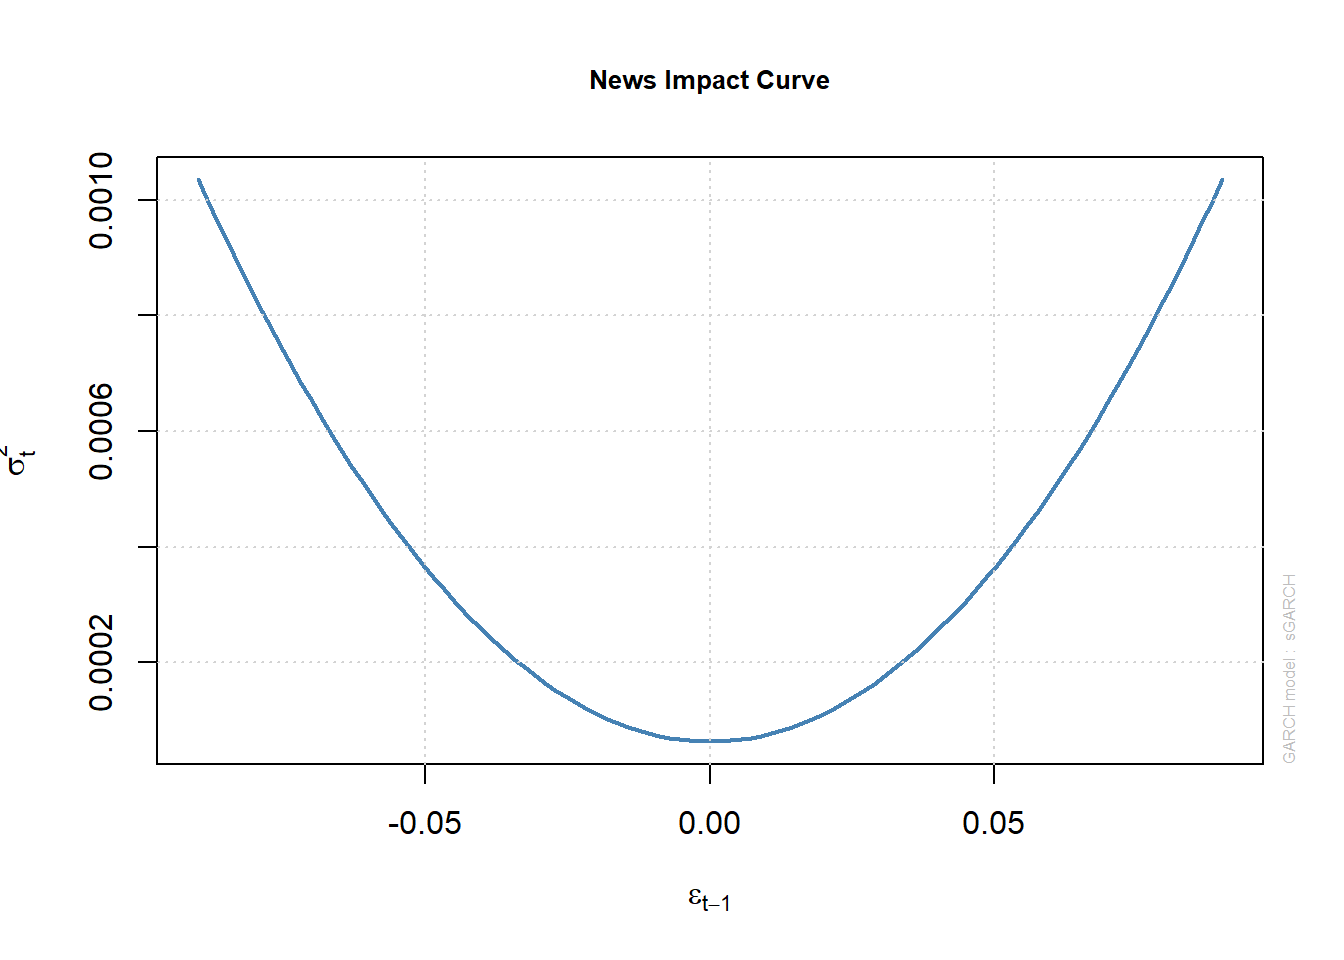 News Impact Curve
0.0010
0.0006
0.0002
σ²ₜ
-0.05 0.00 0.05
εt−1
GARCH model : sGARCH